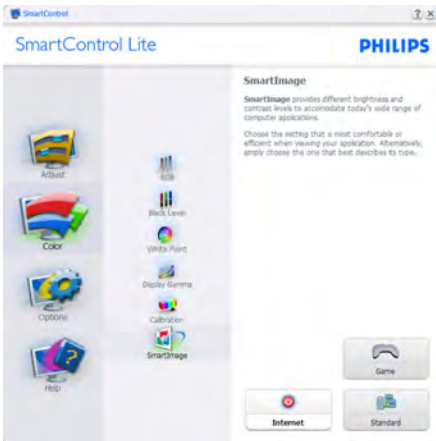 SmartControl
? X
SmartControl Lite
PHILIPS
Adjust
Color
Options
Help
RGB
Black Level
White Point
Display Gamma
Calibration
SmartImage
SmartImage
SmartImage provides different brightness and
contrast levels to accomodate today's wide range of
computer applications.
Choose the setting that a most comfortable or
efficient when viewing your application. Alternatively,
simply choose the one that best describes its type.
Game
Internet
Standard